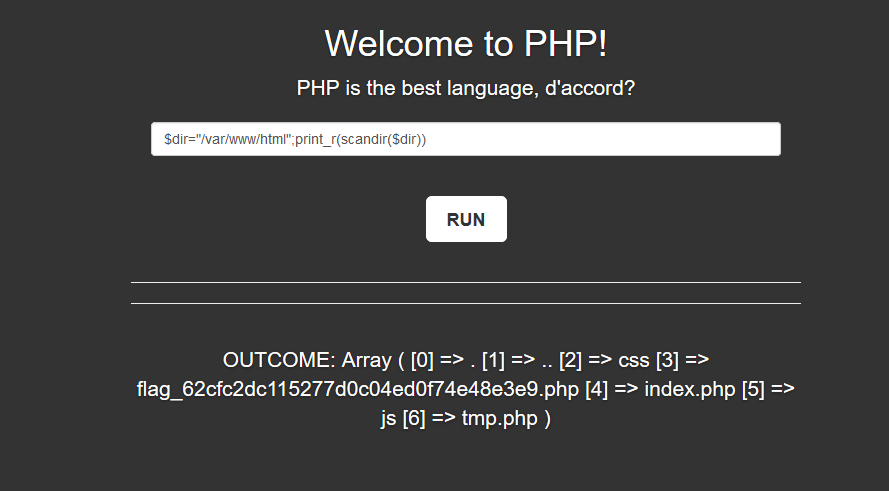 Welcome to PHP!
PHP is the best language, d'accord?
$dir="/var/www/html";print_r(scandir($dir))
RUN
OUTCOME: Array ( [0] => . [1] => .. [2] => css [3] =>
flag_62cfc2dc115277d0c04ed0f74e48e3e9.php [4] => index.php [5] =>
js [6] => tmp.php )